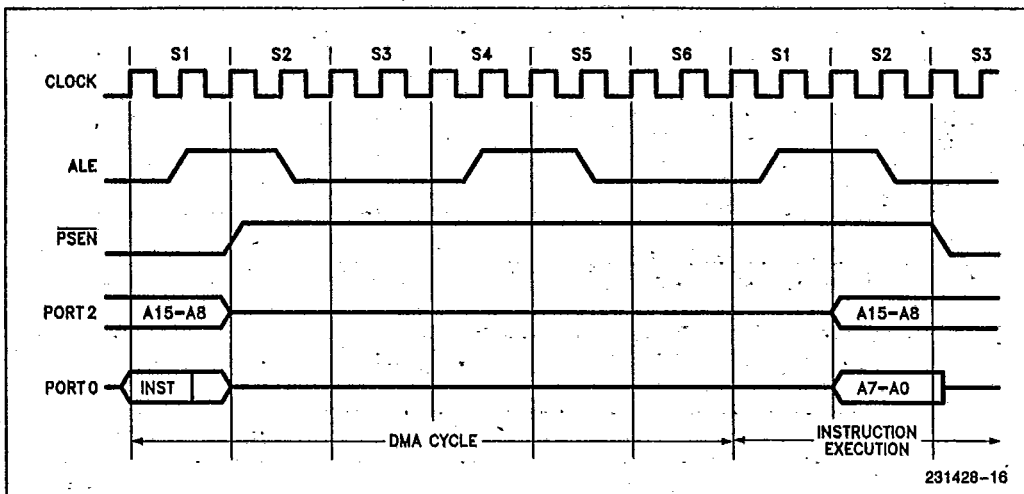 S1 S2 S3 S4 S5 S6 S1 S2 S3
CLOCK
ALE
PSEN
PORT 2 A15–A8 A15–A8
PORT 0 INST A7–A0
DMA CYCLE INSTRUCTION
EXECUTION
231428–16